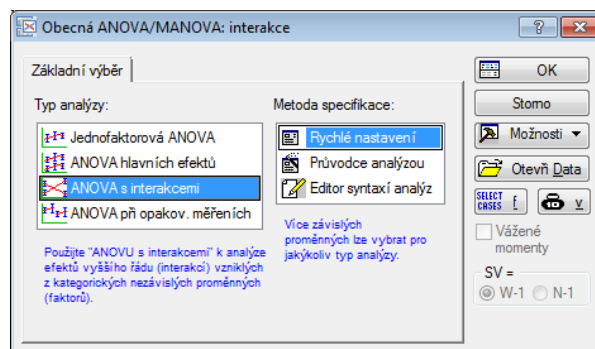 Obecná ANOVA/MANOVA: interakce
Základní výběr
Typ analýzy:
Jednofaktorová ANOVA
ANOVA hlavních efektů
ANOVA s interakcemi
ANOVA při opakov. měřeních
Použijte "ANOVU s interakcemi" k analýze
efektů vyššího řádu (interakcí) vzniklých
z kategorických nezávislých proměnných
(faktorů).
Metoda specifikace:
Rychlé nastavení
Průvodce analýzou
Editor syntaxí analýz
Více závislých
proměnných lze vybrat pro
jakýkoliv typ analýzy.
OK
Storno
Možnosti
Otevři Data
SELECT CASES
v
Vážené
momenty
SV =
W-1
N-1